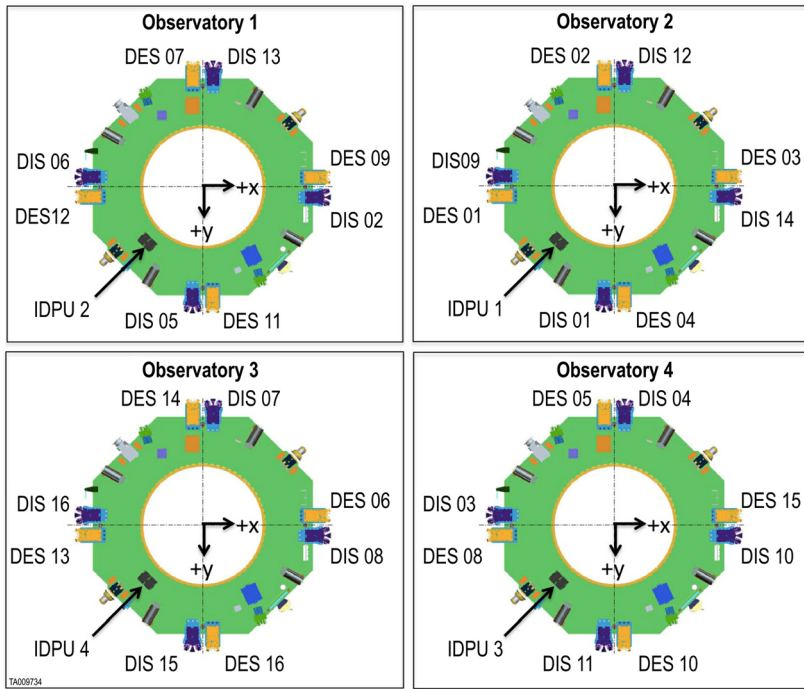 Observatory 1
DES 07 DIS 13
DIS 06
DES 09
DES12
DIS 02
+x
+y
IDPU 2
DIS 05 DES 11
Observatory 2
DES 02 DIS 12
DIS09
DES 03
DES 01
DIS 14
+x
+y
IDPU 1
DIS 01 DES 04
Observatory 3
DES 14 DIS 07
DIS 16
DES 06
DES 13
DIS 08
+x
+y
IDPU 4
DIS 15 DES 16
TA009734
Observatory 4
DES 05 DIS 04
DIS 03
DES 15
DES 08
DIS 10
+x
+y
IDPU 3
DIS 11 DES 10